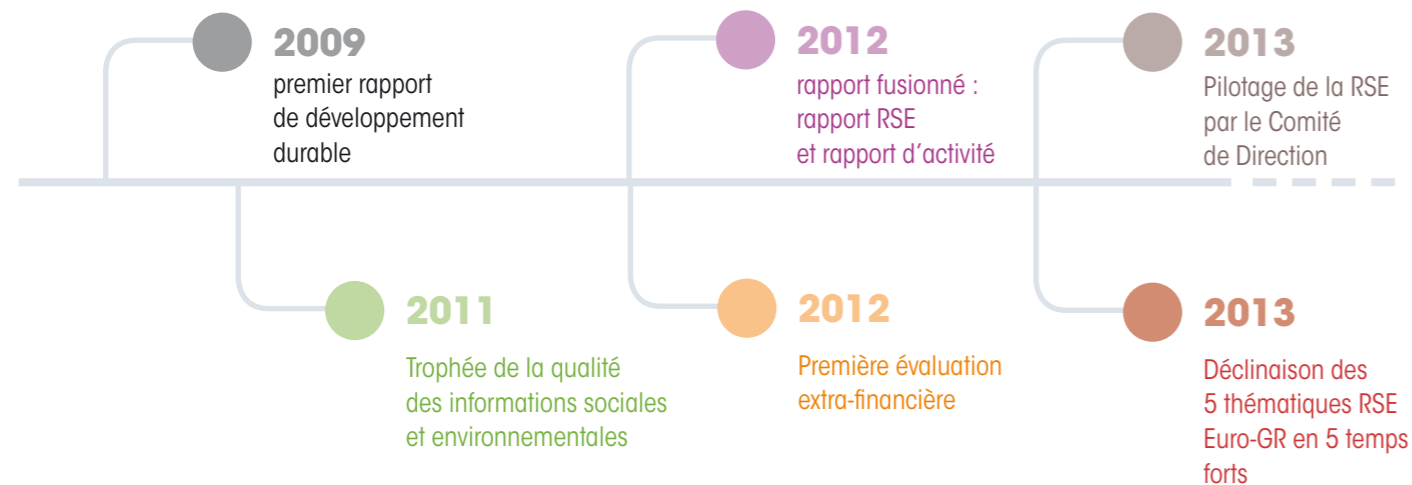 2009
premier rapport
de développement
durable
2011
Trophée de la qualité
des informations sociales
et environnementales
2012
rapport fusionné :
rapport RSE
et rapport d’activité
2012
Première évaluation
extra-financière
2013
Pilotage de la RSE
par le Comité
de Direction
2013
Déclinaison des
5 thématiques RSE
Euro-GR en 5 temps
forts